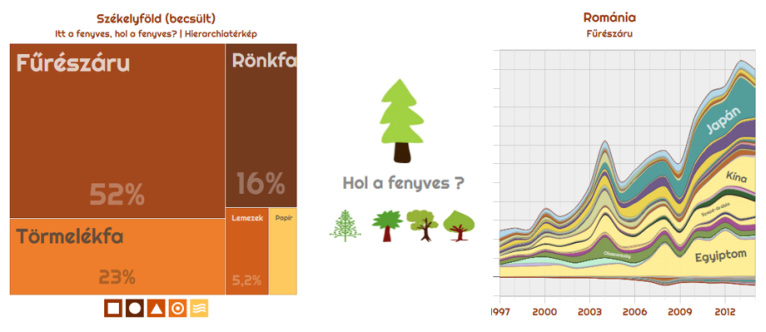 Székelyföld (becsült)
Itt a fenyves, hol a fenyves? | Hierarchiatérkép
Fűrészáru
52%
Rönkfa
16%
Törmelékfa
23%
Lemezek
5,2%
Papír
Hol a fenyves ?
Románia
Fűrészáru
Japán
Kína
Egyiptom
1997 2000 2003 2006 2009 2012